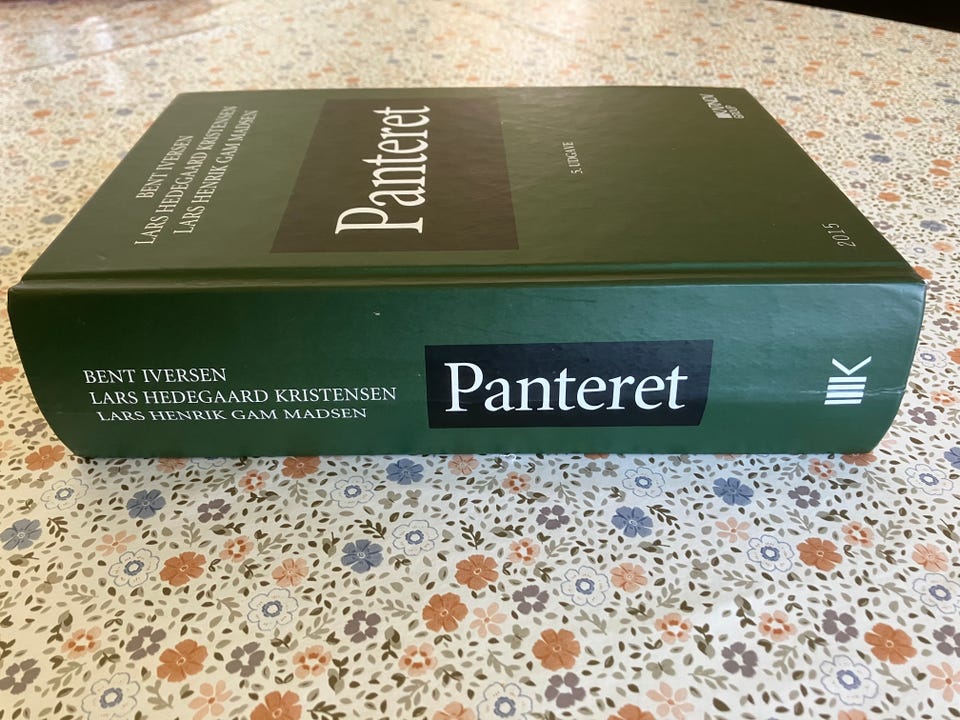 BENT IVERSEN
LARS HEDEGAARD KRISTENSEN
LARS HENRIK GAM MADSEN
Panteret
5. UDGAVE
2015
BENT IVERSEN
LARS HEDEGAARD KRISTENSEN
LARS HENRIK GAM MADSEN
Panteret